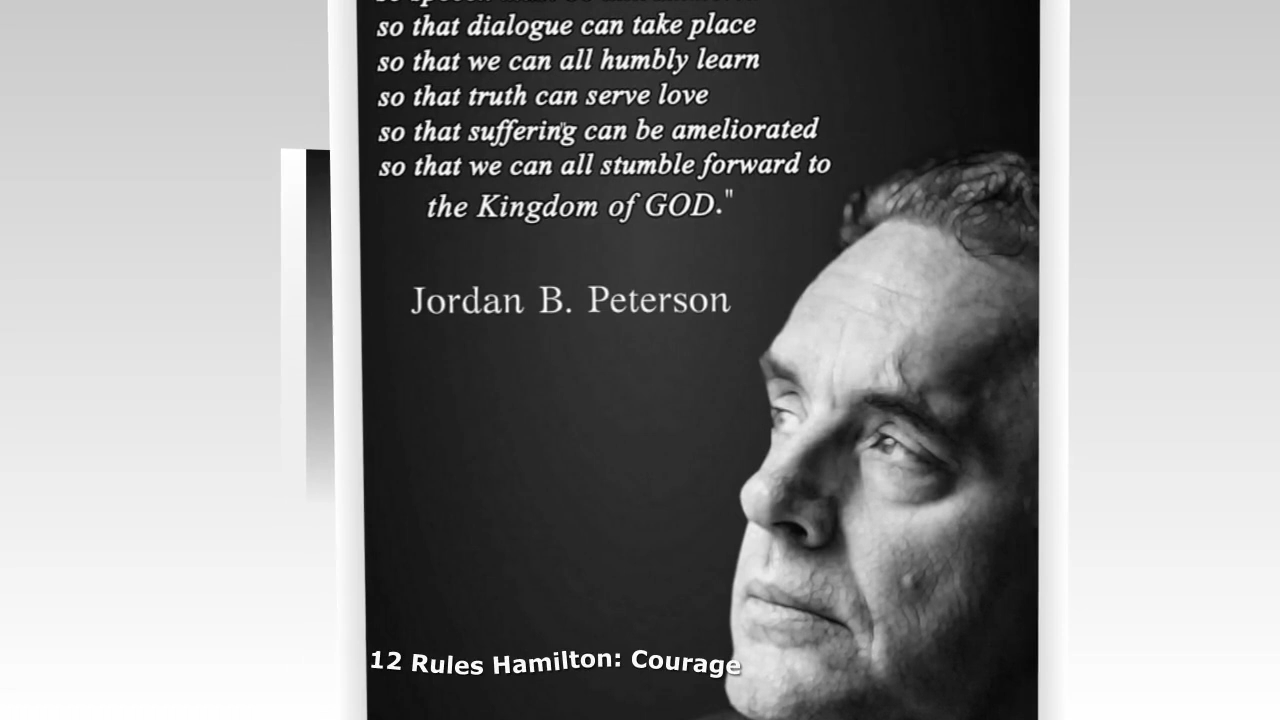 so that dialogue can take place
so that we can all humbly learn
so that truth can serve love
so that suffering can be ameliorated
so that we can all stumble forward to
the Kingdom of GOD."
Jordan B. Peterson
12 Rules Hamilton: Courage